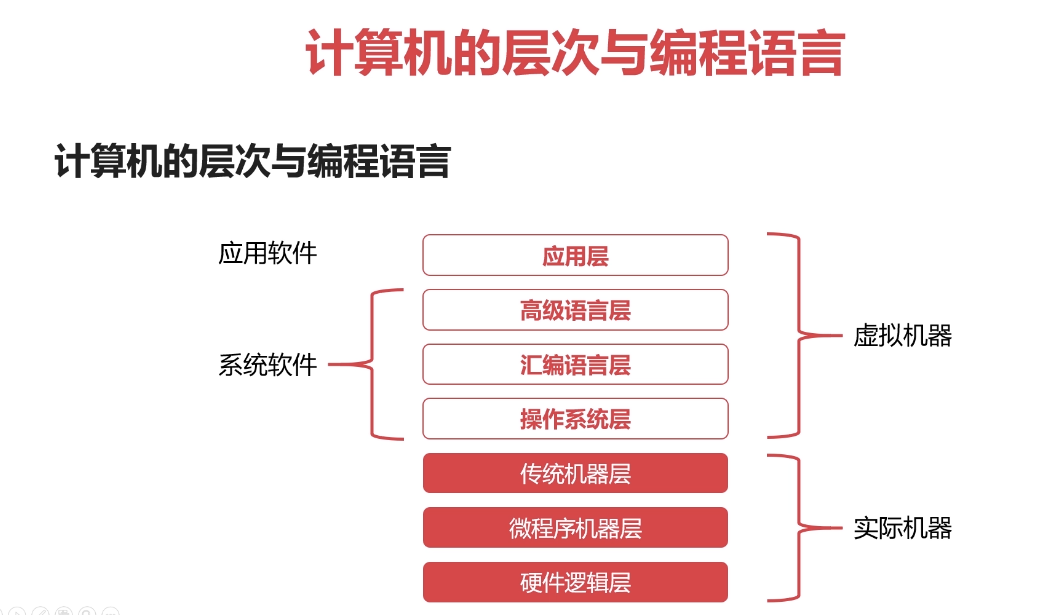 计算机的层次与编程语言
计算机的层次与编程语言
应用软件
应用层
高级语言层
系统软件
汇编语言层
操作系统层
虚拟机器
传统机器层
微程序机器层
硬件逻辑层
实际机器